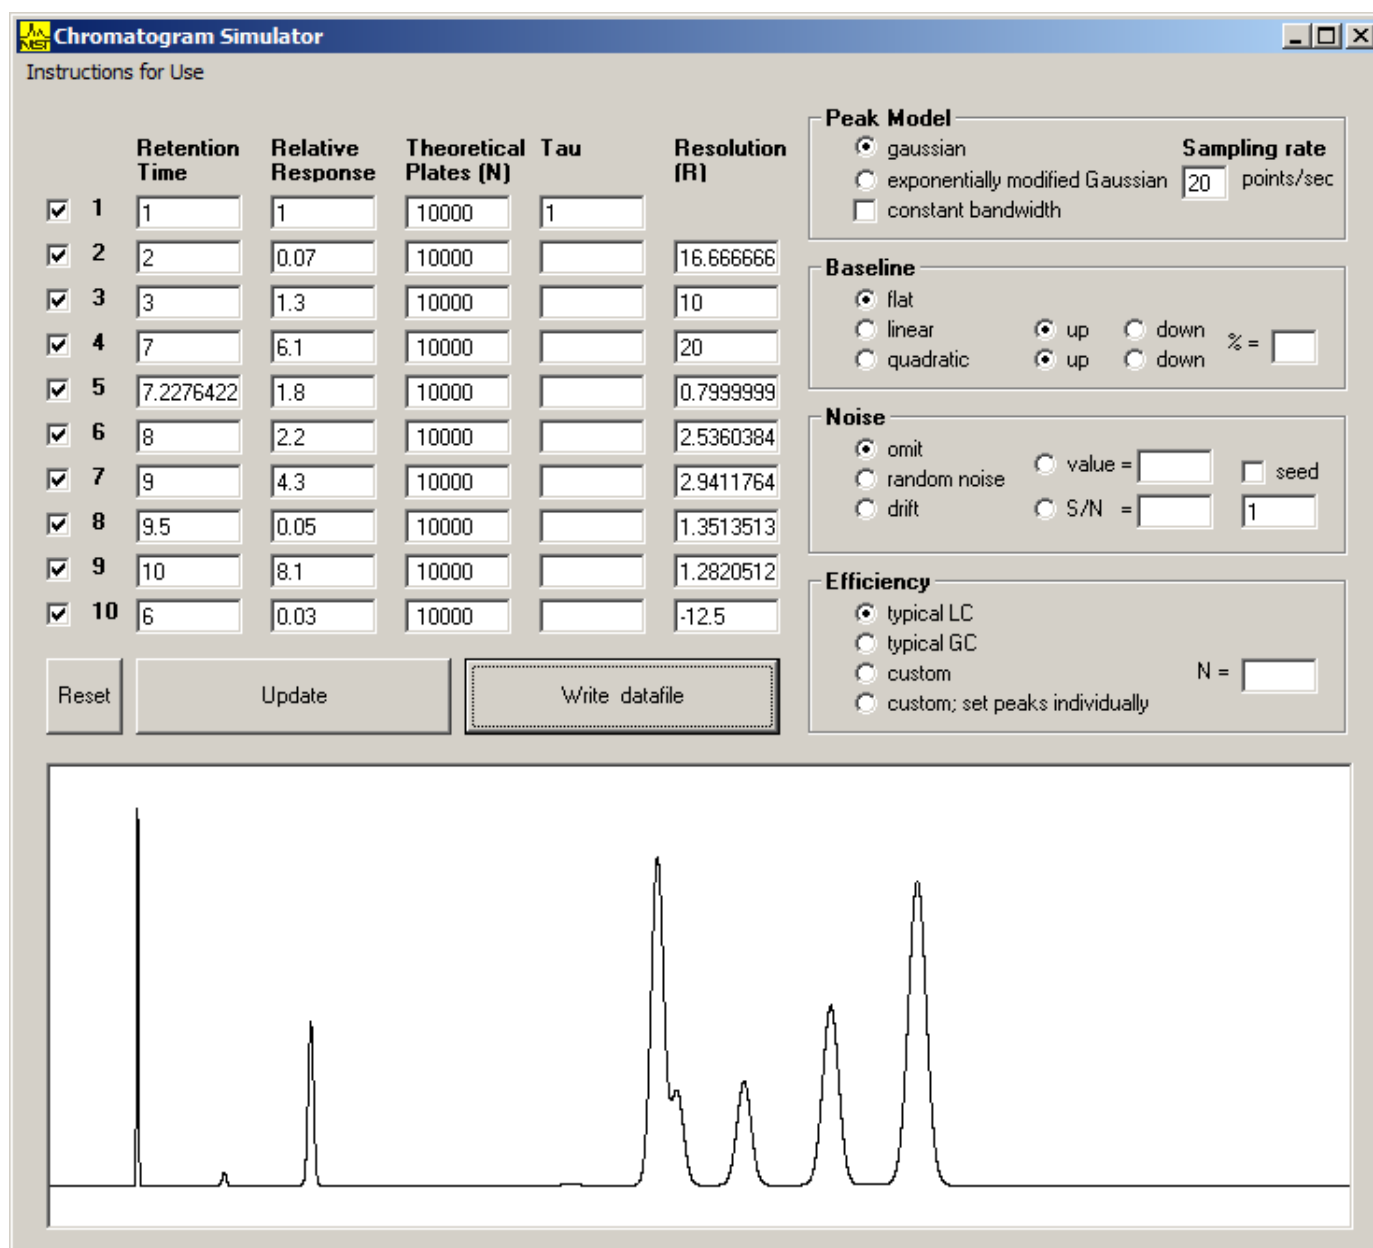 NIST
Chromatogram Simulator
Instructions for Use
Retention Time Relative Response Theoretical Plates (N) Tau Resolution (R)
1 1 1 10000 1
2 2 0.07 10000 16.666666
3 3 1.3 10000 10
4 7 6.1 10000 20
5 7.2276422 1.8 10000 0.7999999
6 8 2.2 10000 2.5360384
7 9 4.3 10000 2.9411764
8 9.5 0.05 10000 1.3513513
9 10 8.1 10000 1.2820512
10 6 0.03 10000 -12.5
Reset Update Write datafile
Peak Model
gaussian Sampling rate
exponentially modified Gaussian 20 points/sec
constant bandwidth
Baseline
flat
linear up down % =
quadratic up down
Noise
omit
random noise value = seed
drift S/N = 1
Efficiency
typical LC
typical GC
custom N =
custom; set peaks individually